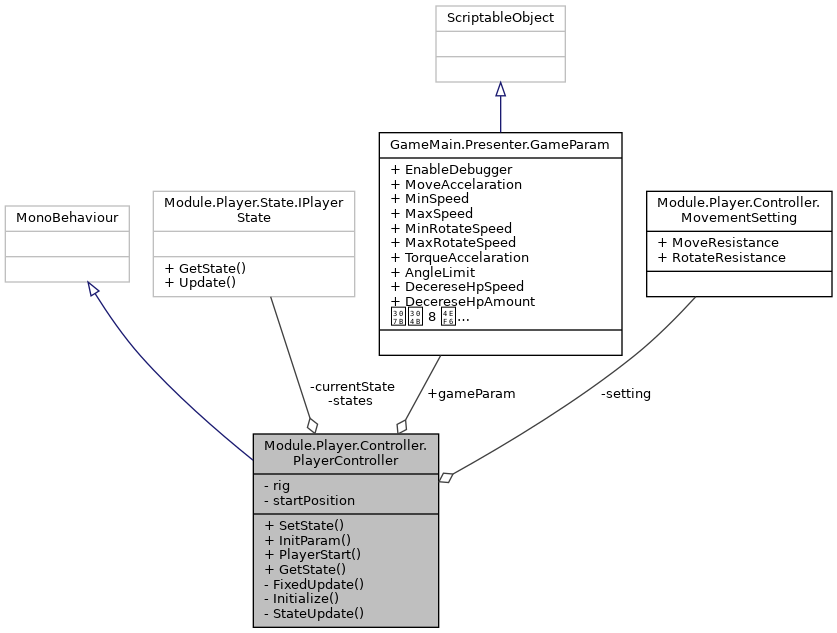 ScriptableObject
GameMain.Presenter.GameParam
+ EnableDebugger
+ MoveAccelaration
+ MinSpeed
+ MaxSpeed
+ MinRotateSpeed
+ MaxRotateSpeed
+ TorqueAccelaration
+ AngleLimit
+ DecereseHpSpeed
+ DecereseHpAmount
8 ...
MonoBehaviour
Module.Player.State.IPlayer
State
+ GetState()
+ Update()
Module.Player.Controller.
MovementSetting
+ MoveResistance
+ RotateResistance
-currentState
-states
+gameParam
-setting
Module.Player.Controller.
PlayerController
- rig
- startPosition
+ SetState()
+ InitParam()
+ PlayerStart()
+ GetState()
- FixedUpdate()
- Initialize()
- StateUpdate()